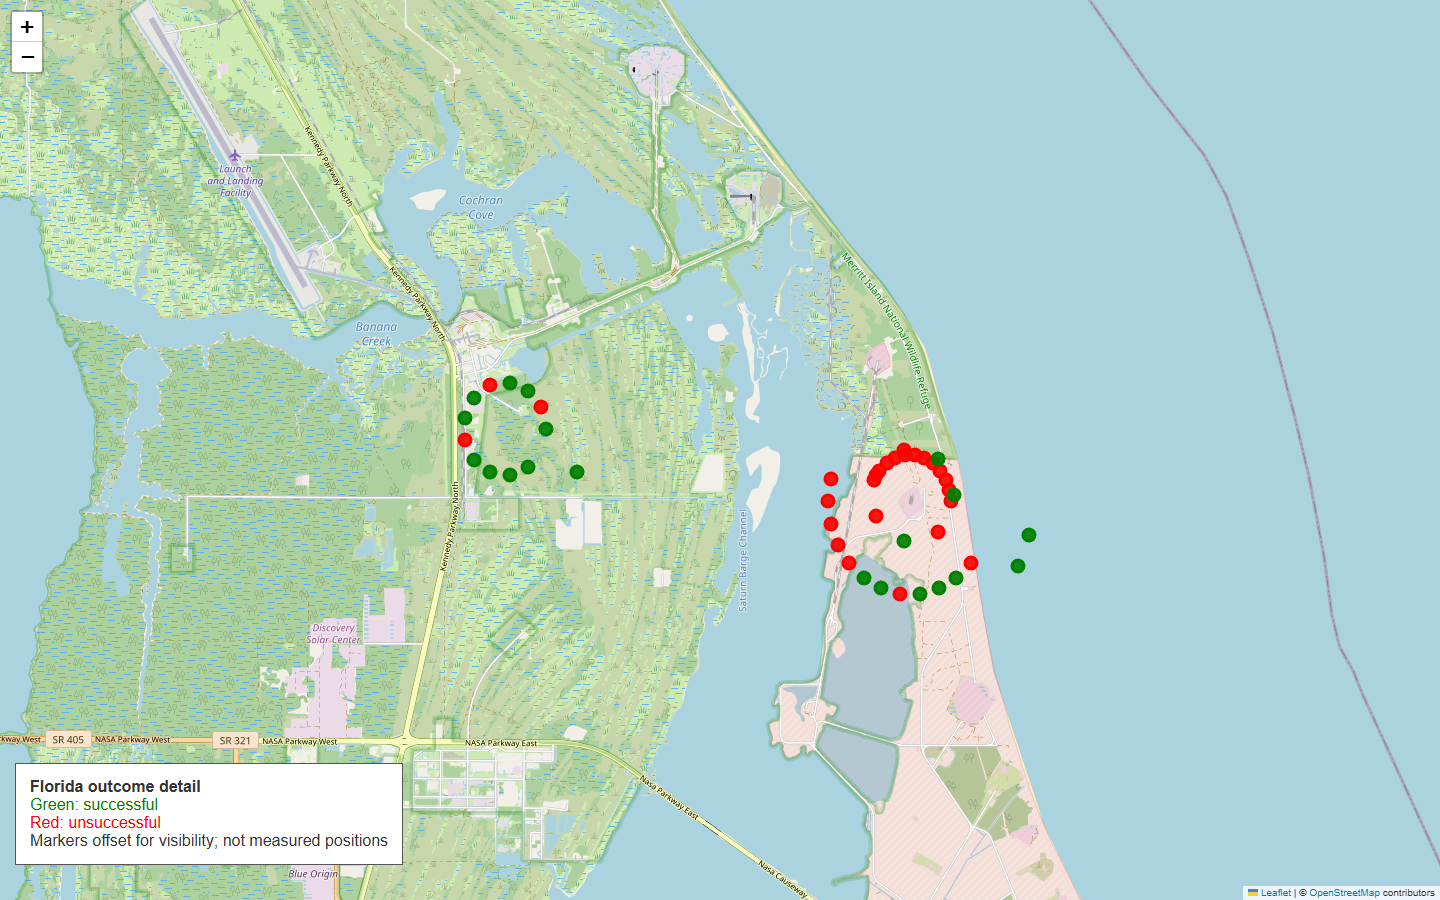 +
−
Launch
and Landing
Facility
Kennedy Parkway North
Cochran
Cove
Kennedy Parkway North
Banana
Creek
Merritt Island National Wildlife Refuge
Kennedy Parkway North
Saturn Barge Channel
Discovery
Solar Center
SR 405
NASA Parkway West
SR 321
NASA Parkway West
NASA Parkway East
Nasa Parkway East
Nasa Causeway
Florida outcome detail
Green: successful
Red: unsuccessful
Markers offset for visibility; not measured positions
Blue Origin
Leaflet | © OpenStreetMap contributors